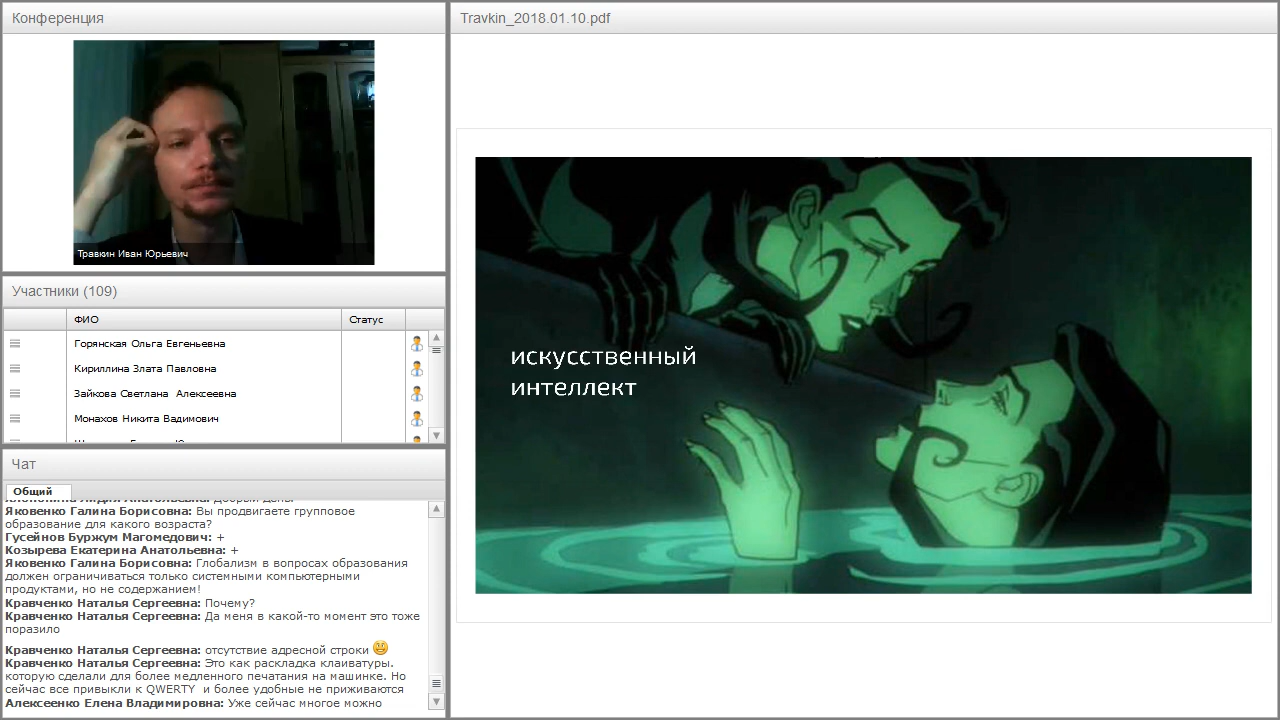 Конференция
Травкин Иван Юрьевич
Участники (109)
ФИО
Статус
Горянская Ольга Евгеньевна
Кириллина Злата Павловна
Зайкова Светлана Алексеевна
Монахов Никита Вадимович
Чат
Общий
Яковенко Галина Борисовна: Вы продвигаете групповое
образование для какого возраста?
Гусейнов Буржум Магомедович: +
Козырева Екатерина Анатольевна: +
Яковенко Галина Борисовна: Глобализм в вопросах образования
должен ограничиваться только системными компьютерными
продуктами, но не содержанием!
Кравченко Наталья Сергеевна: Почему?
Кравченко Наталья Сергеевна: Да меня в какой-то момент это тоже
поразило
Кравченко Наталья Сергеевна: отсутствие адресной строки
Кравченко Наталья Сергеевна: Это как раскладка клаиватуры.
которую сделали для более медленного печатания на машинке. Но
сейчас все привыкли к QWERTY и более удобные не приживаются
Алексеенко Елена Владимировна: Уже сейчас многое можно
Travkin_2018.01.10.pdf
искусственный
интеллект